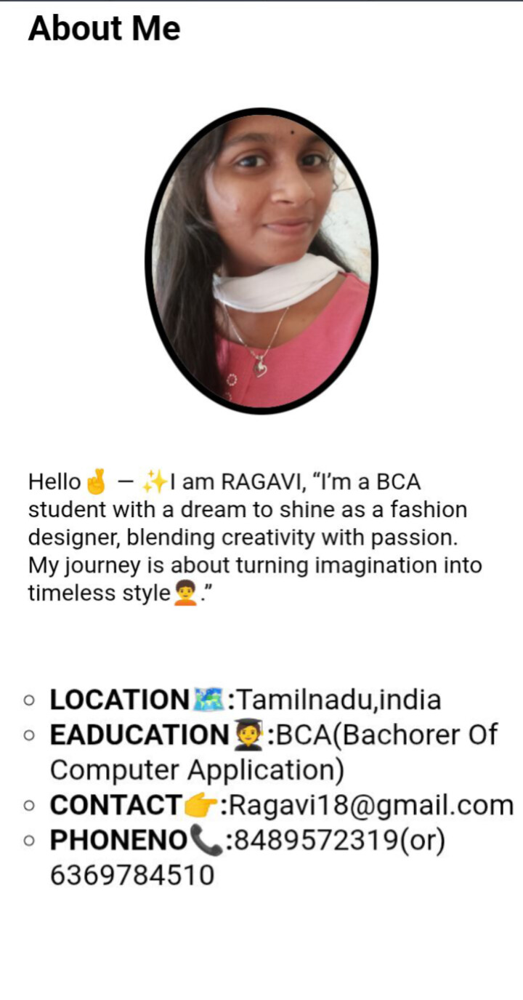 About Me
Hello🤞 — ✨I am RAGAVI, “I’m a BCA
student with a dream to shine as a fashion
designer, blending creativity with passion.
My journey is about turning imagination into
timeless style🧑‍🦱.”
LOCATION🗺️:Tamilnadu,india
EADUCATION🧑‍🎓:BCA(Bachorer Of
Computer Application)
CONTACT👉:Ragavi18@gmail.com
PHONENO📞:8489572319(or)
6369784510